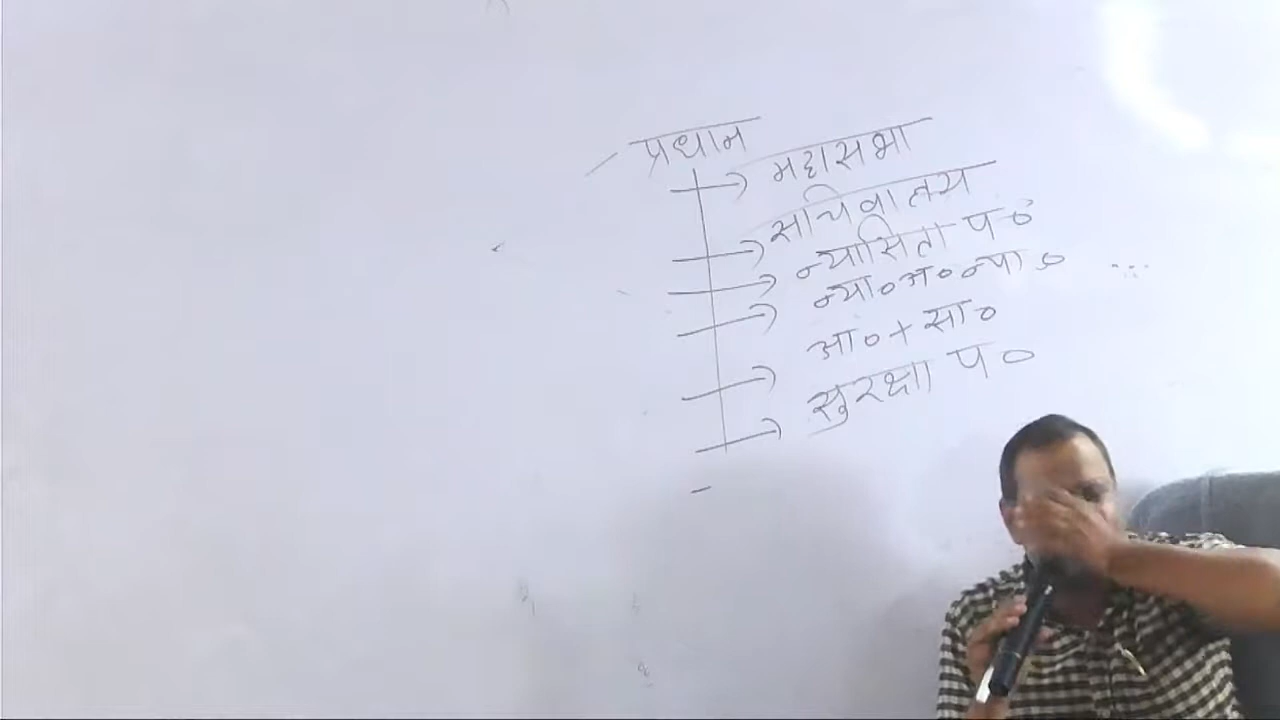 प्रधान
महासभा
सचिवालय
न्यासिता प०
न्या०अ०न्या०
आ०+सा०
सुरक्षा प०